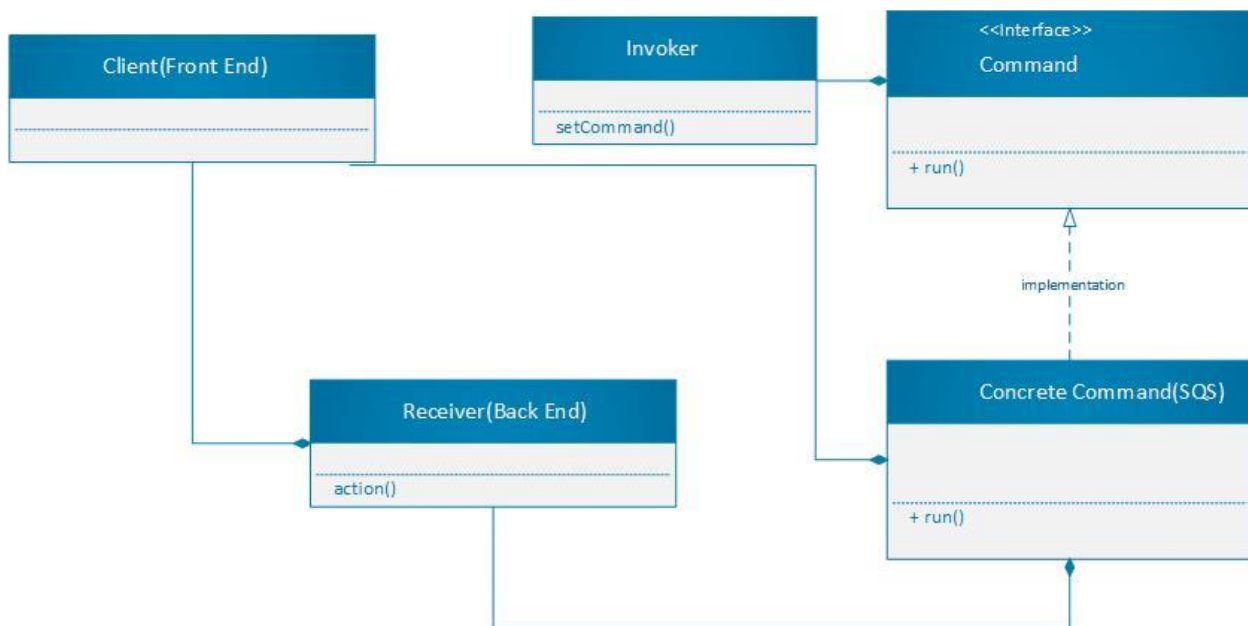 Client(Front End)
Invoker
setCommand()
<<Interface>>
Command
+ run()
implementation
Receiver(Back End)
action()
Concrete Command(SQS)
+ run()